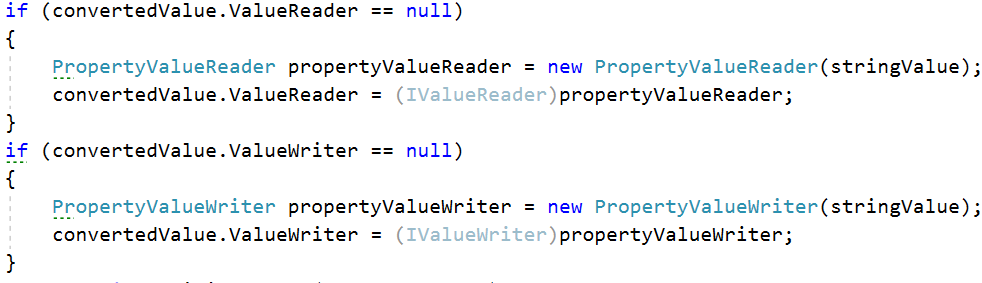 if (convertedValue.ValueReader == null)
{
    PropertyValueReader propertyValueReader = new PropertyValueReader(stringValue);
    convertedValue.ValueReader = (IValueReader)propertyValueReader;
}
if (convertedValue.ValueWriter == null)
{
    PropertyValueWriter propertyValueWriter = new PropertyValueWriter(stringValue);
    convertedValue.ValueWriter = (IValueWriter)propertyValueWriter;
}